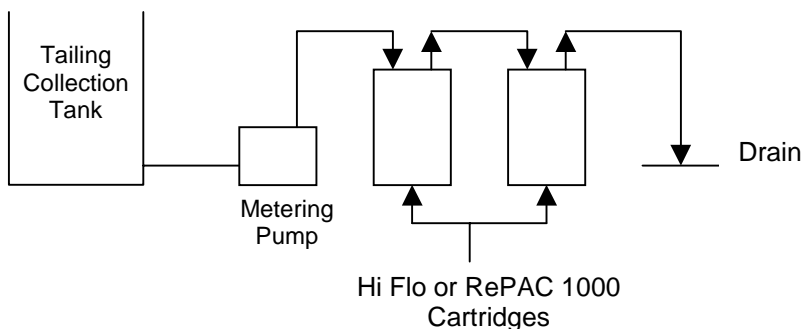 Tailing
Collection
Tank
Metering
Pump
Drain
Hi Flo or RePAC 1000
Cartridges